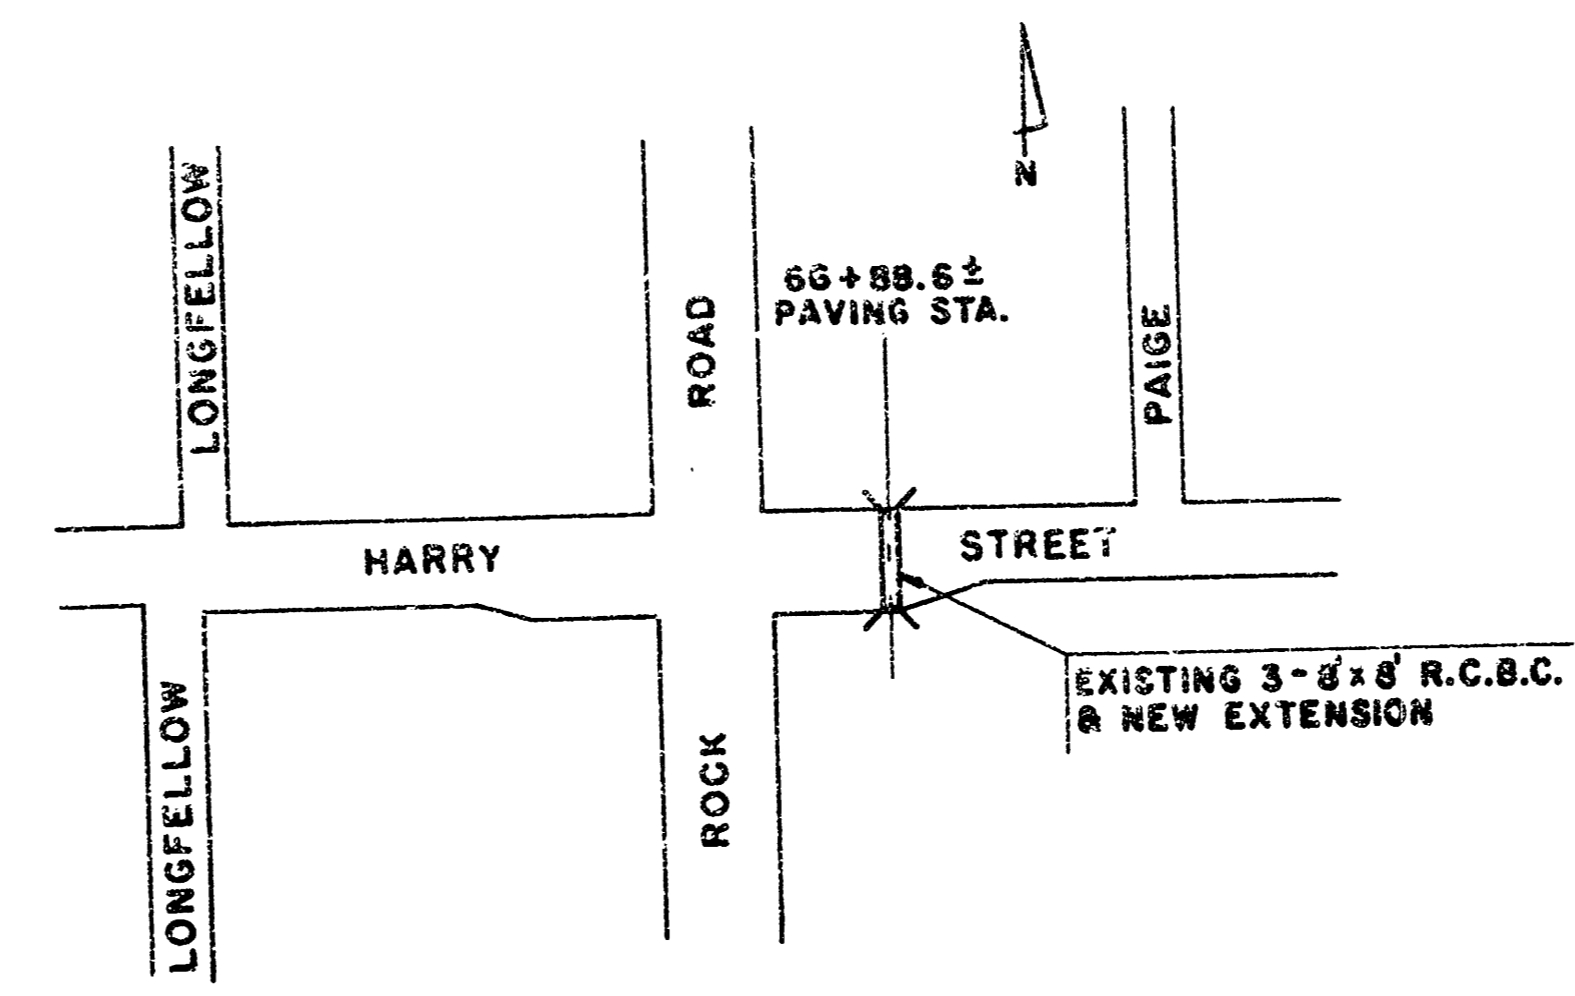 N
LONGFELLOW
66+88.6±
PAVING STA.
ROAD
PAIGE
HARRY
STREET
EXISTING 3-8'x8' R.C.B.C.
& NEW EXTENSION
LONGFELLOW
ROCK